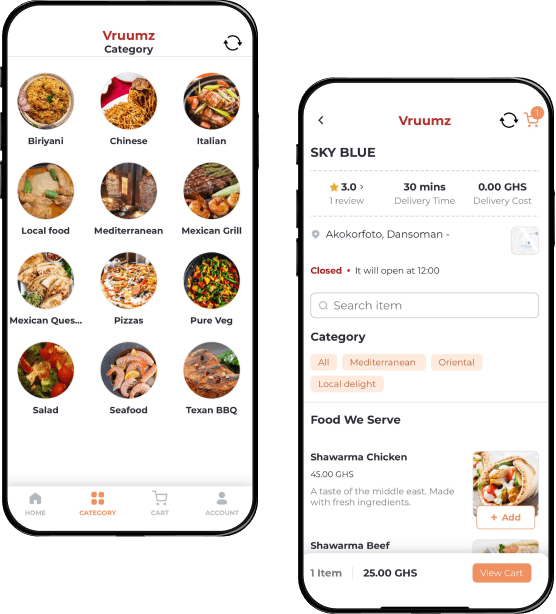 Vruumz
Category
Biriyani
Chinese
Italian
Local food
Mediterranean
Mexican Grill
Mexican Ques...
Pizzas
Pure Veg
Salad
Seafood
Texan BBQ
HOME
CATEGORY
CART
ACCOUNT
Vruumz
1
SKY BLUE
3.0 >
30 mins
0.00 GHS
1 review
Delivery Time
Delivery Cost
Akokorfoto, Dansoman -
Closed • It will open at 12:00
Search item
Category
All
Mediterranean
Oriental
Local delight
Food We Serve
Shawarma Chicken
45.00 GHS
A taste of the middle east. Made
with fresh ingredients.
+ Add
Shawarma Beef
1 Item
25.00 GHS
View Cart